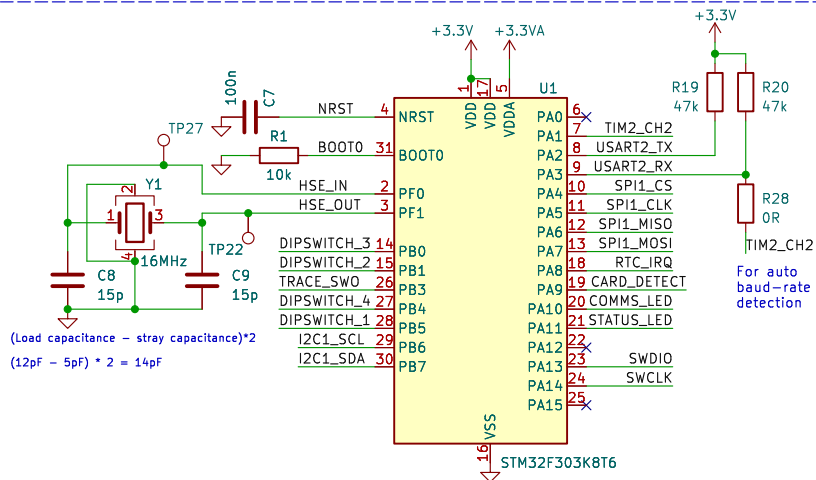 +3.3V
+3.3V
+3.3VA
100n
C7
NRST
TP27
R1
10k
BOOT0
HSE_IN
HSE_OUT
Y1
1
2
3
4
16MHz
TP22
C8
15p
C9
15p
(Load capacitance - stray capacitance)*2
(12pF - 5pF) * 2 = 14pF
DIPSWITCH_3
DIPSWITCH_2
TRACE_SWO
DIPSWITCH_4
DIPSWITCH_1
I2C1_SCL
I2C1_SDA
U1
1
17
5
VDD
VDD
VDDA
4 NRST
31 BOOT0
2 PF0
3 PF1
14 PB0
15 PB1
26 PB3
27 PB4
28 PB5
29 PB6
30 PB7
PA0 6
PA1 7 TIM2_CH2
PA2 8 USART2_TX
PA3 9 USART2_RX
PA4 10 SPI1_CS
PA5 11 SPI1_CLK
PA6 12 SPI1_MISO
PA7 13 SPI1_MOSI
PA8 18 RTC_IRQ
PA9 19 CARD_DETECT
PA10 20 COMMS_LED
PA11 21 STATUS_LED
PA12 22
PA13 23 SWDIO
PA14 24 SWCLK
PA15 25
VSS
16
STM32F303K8T6
R19
47k
R20
47k
R28
0R
TIM2_CH2
For auto
baud-rate
detection